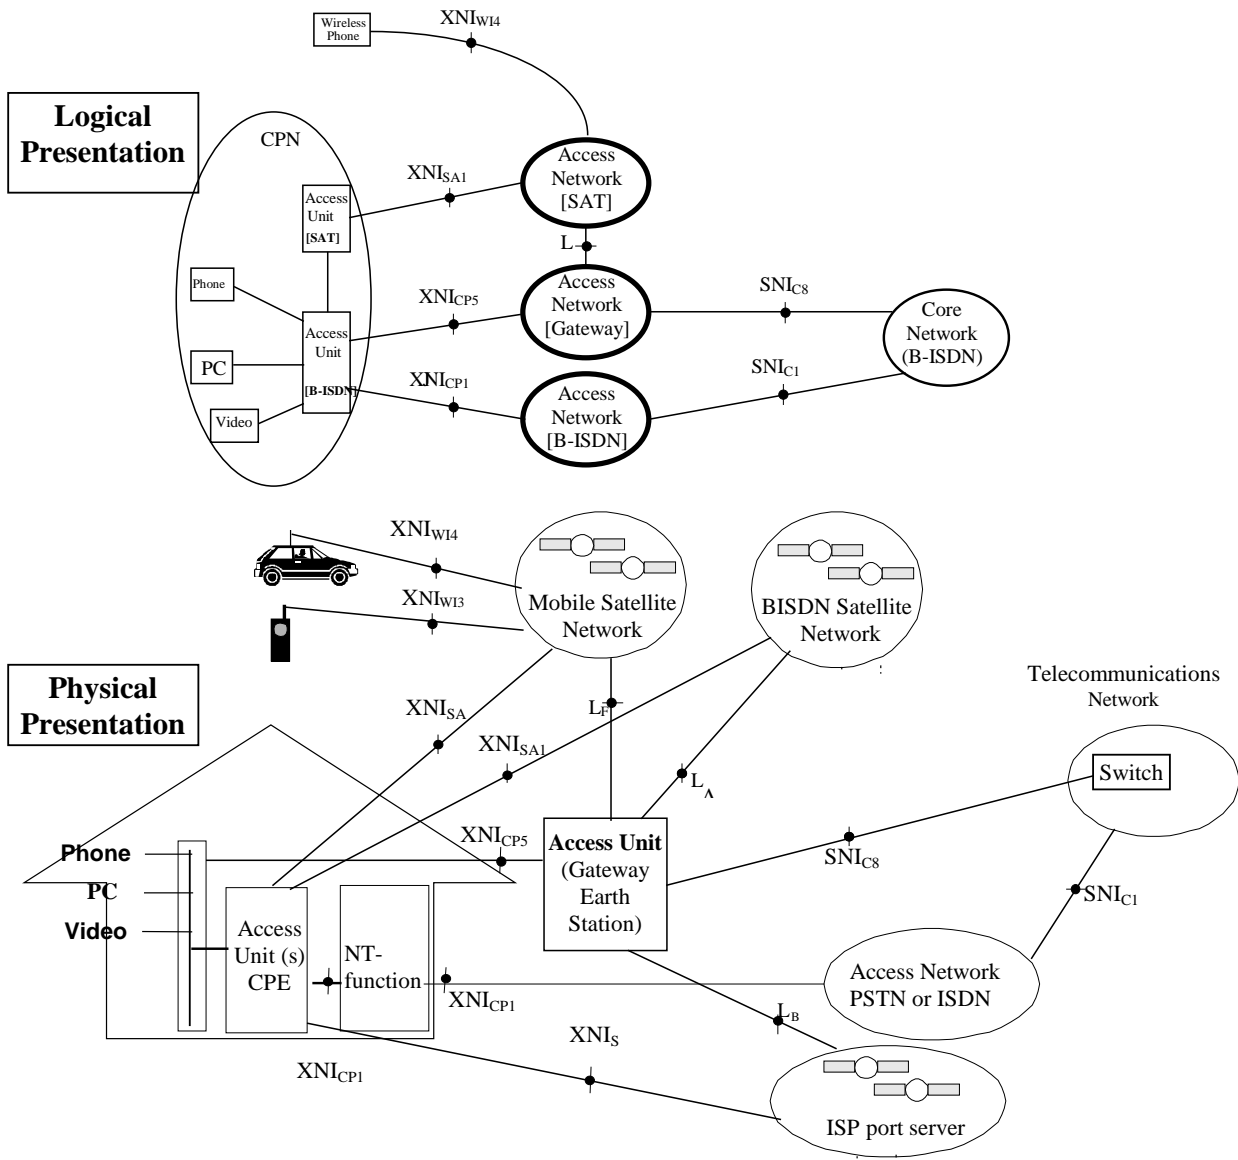 Wireless
Phone
XNIWI4
Logical
Presentation
CPN
Access
Network
[SAT]
XNISA1
Access
Unit
[SAT]
L
Phone
XNICP5
Access
Network
[Gateway]
SNIC8
Core
Network
(B-ISDN)
Access
Unit
[B-ISDN]
PC
SNIC1
XNICP1
Access
Network
[B-ISDN]
Video
XNIWI4
XNIWI3
Mobile Satellite
Network
BISDN Satellite
Network
Physical
Presentation
Telecommunications
Network
XNISA
LF
XNISA1
LA
Switch
XNICP5
Access Unit
(Gateway
Earth
Station)
SNIC8
Phone
PC
Video
SNIC1
Access
Unit (s)
CPE
NT-
function
XNICP1
Access Network
PSTN or ISDN
LB
XNIS
XNICP1
ISP port server